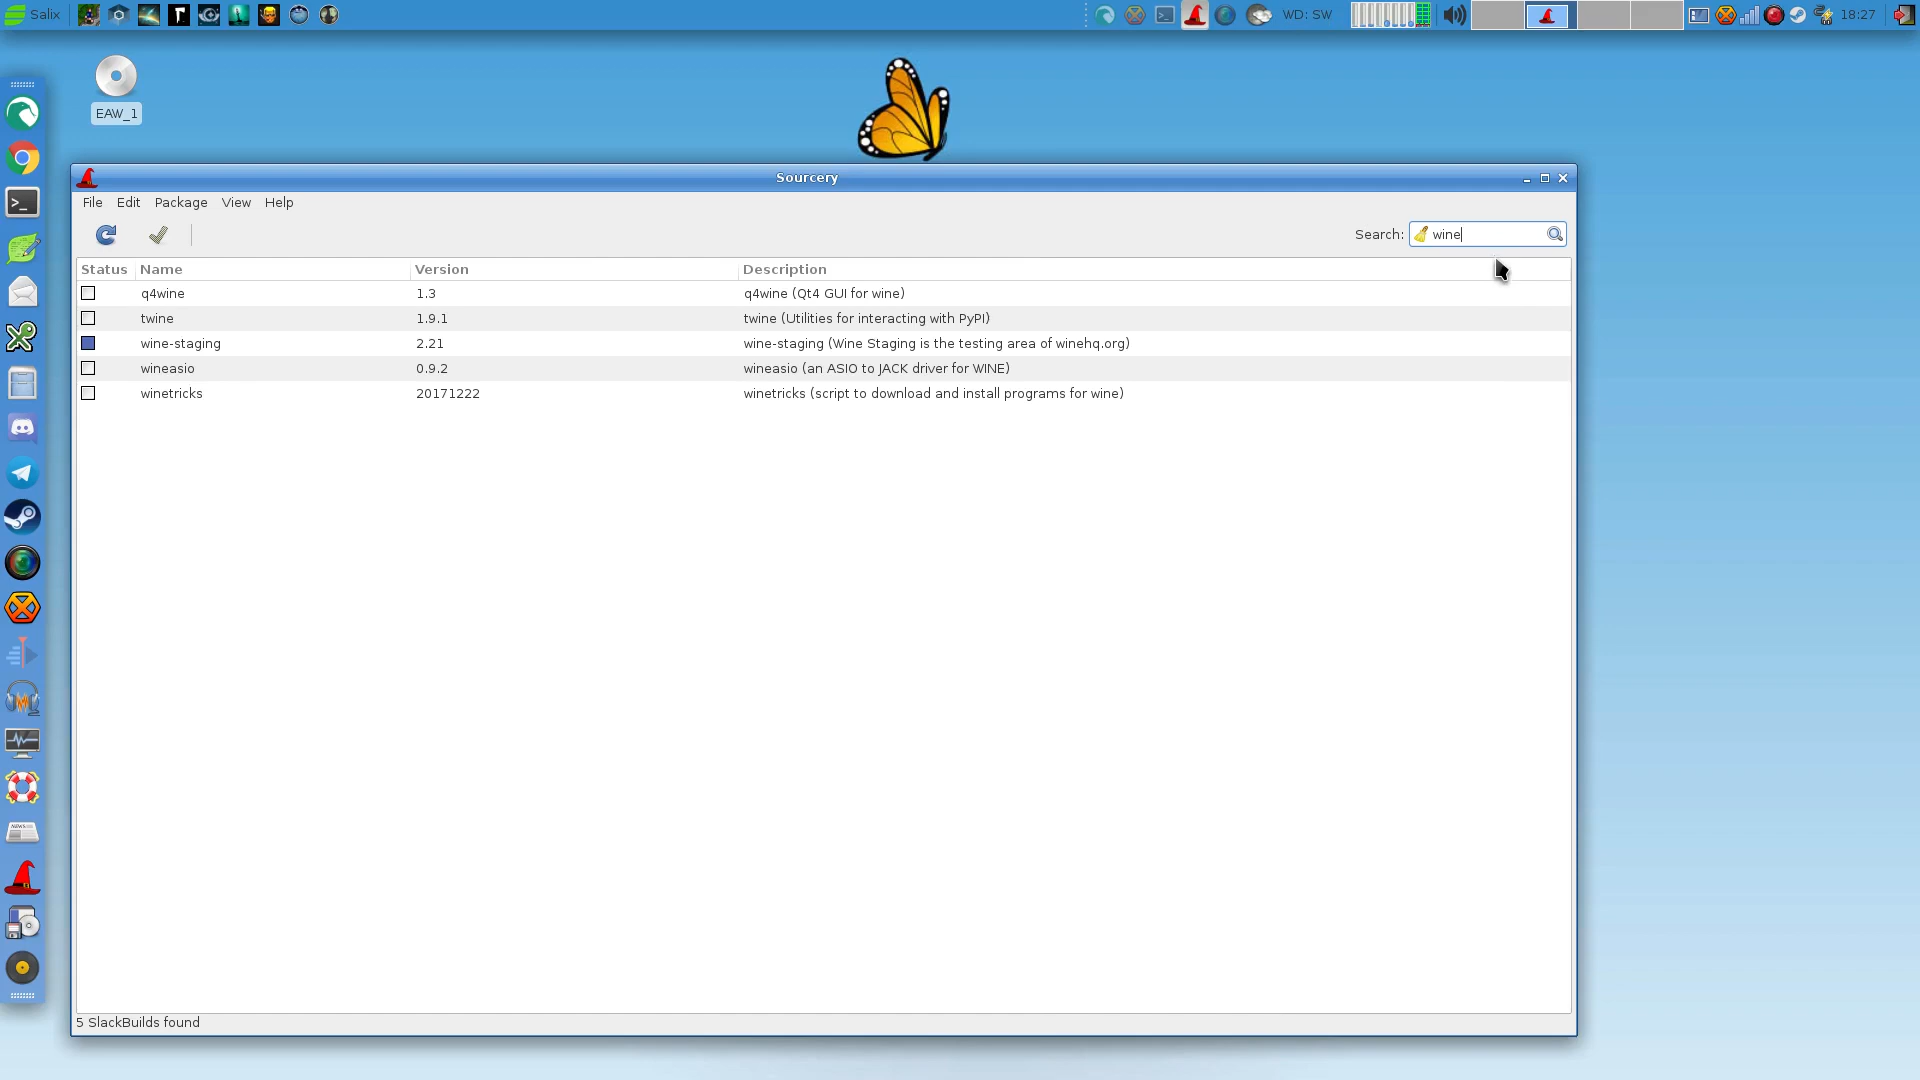 Salix
WD: SW
18:27
EAW_1
Sourcery
File Edit Package View Help
Search: wine
Status Name Version Description
q4wine 1.3 q4wine (Qt4 GUI for wine)
twine 1.9.1 twine (Utilities for interacting with PyPI)
wine-staging 2.21 wine-staging (Wine Staging is the testing area of winehq.org)
wineasio 0.9.2 wineasio (an ASIO to JACK driver for WINE)
winetricks 20171222 winetricks (script to download and install programs for wine)
NEWS
5 SlackBuilds found